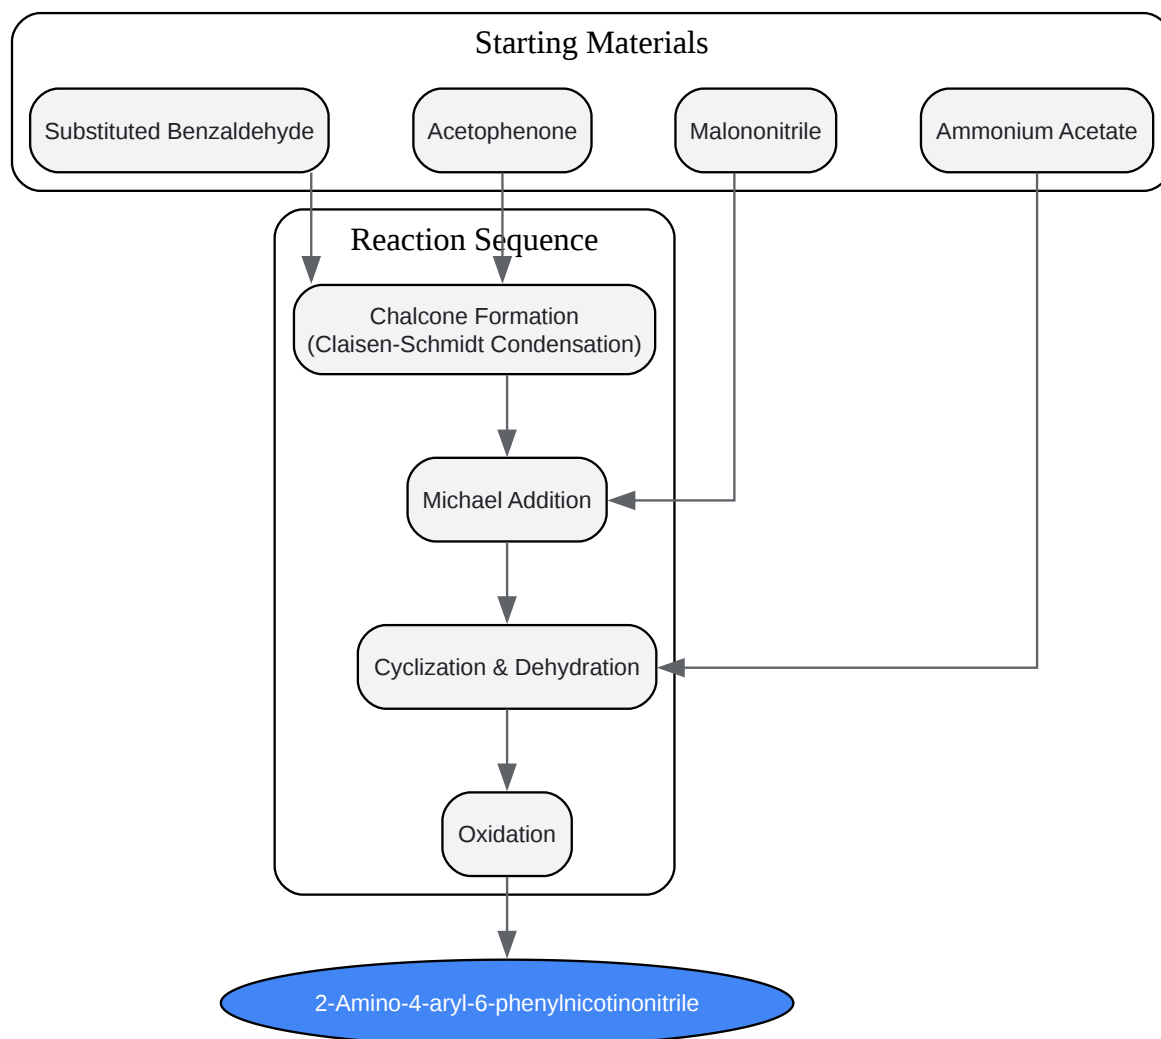 Starting Materials
Substituted Benzaldehyde
Acetophenone
Malononitrile
Ammonium Acetate
Reaction Sequence
Chalcone Formation
(Claisen-Schmidt Condensation)
Michael Addition
Cyclization & Dehydration
Oxidation
2-Amino-4-aryl-6-phenylnicotinonitrile